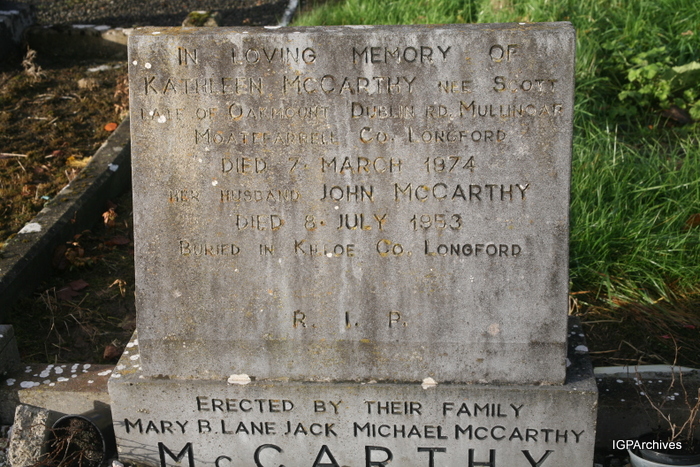 IN LOVING MEMORY OF
KATHLEEN MCCARTHY NEE SCOTT
LATE OF OAKMOUNT DUBLIN RD. MULLINGAR
CO. LONGFORD
DIED 7. MARCH 1974
HER HUSBAND JOHN MCCARTHY
DIED 8. JULY 1953
BURIED IN KILLOE CO. LONGFORD
R. I. P.
ERECTED BY THEIR FAMILY
MARY B. LANE JACK MICHAEL MCCARTHY
MCCARTHY
IGPArchives